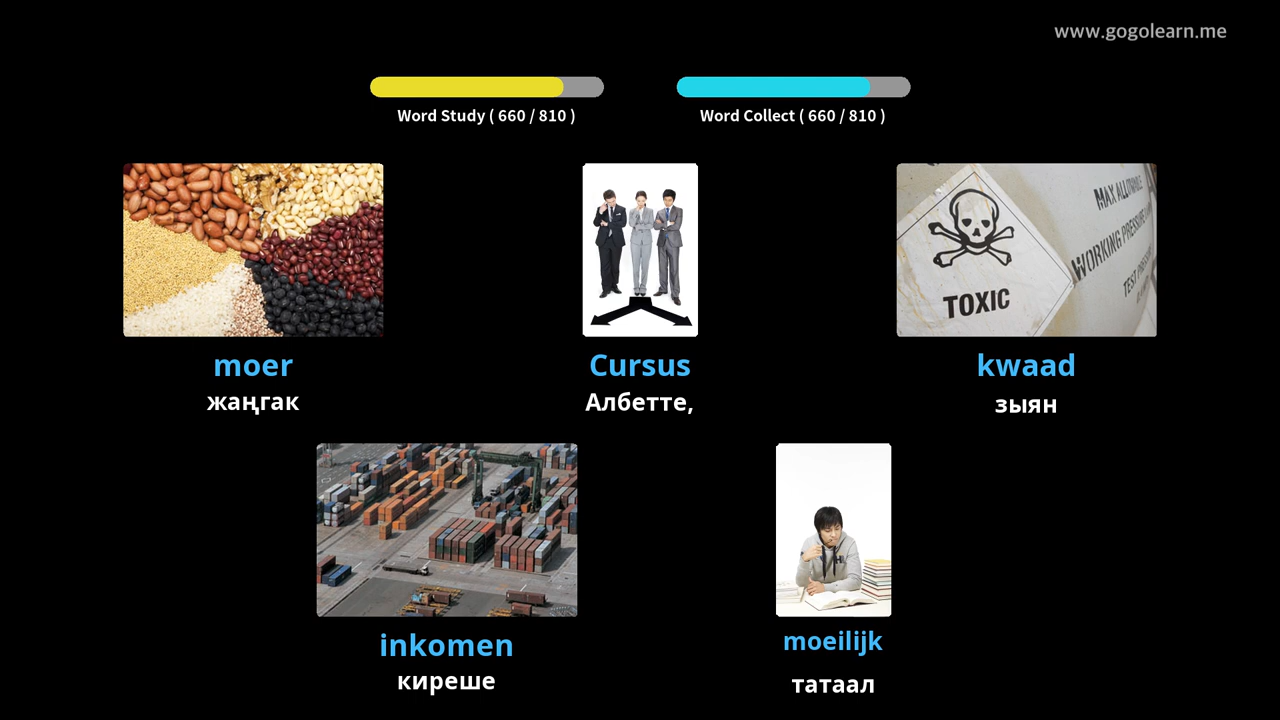 www.gogolearn.me
Word Study ( 660 / 810 )
Word Collect ( 660 / 810 )
MAX ALLOWABLE
WORKING PRESSURE
TEST
TOXIC
moer
жаңгак
Cursus
Албетте,
kwaad
зыян
inkomen
киреше
moeilijk
татаал